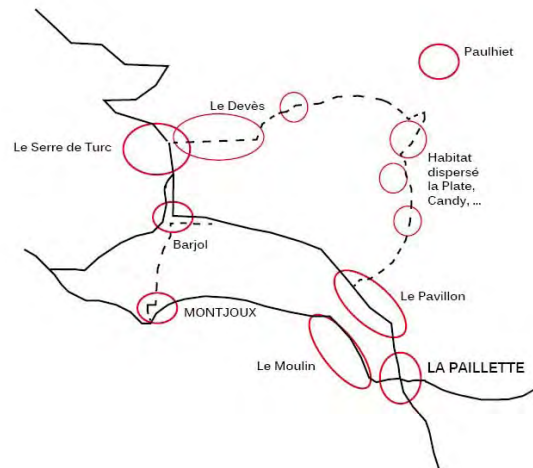 Paulhiet
Le Devès
Le Serre de Turc
Habitat
dispersé
la Plate,
Candy, ...
Barjol
Le Pavillon
MONTJOUX
Le Moulin
LA PAILLETTE